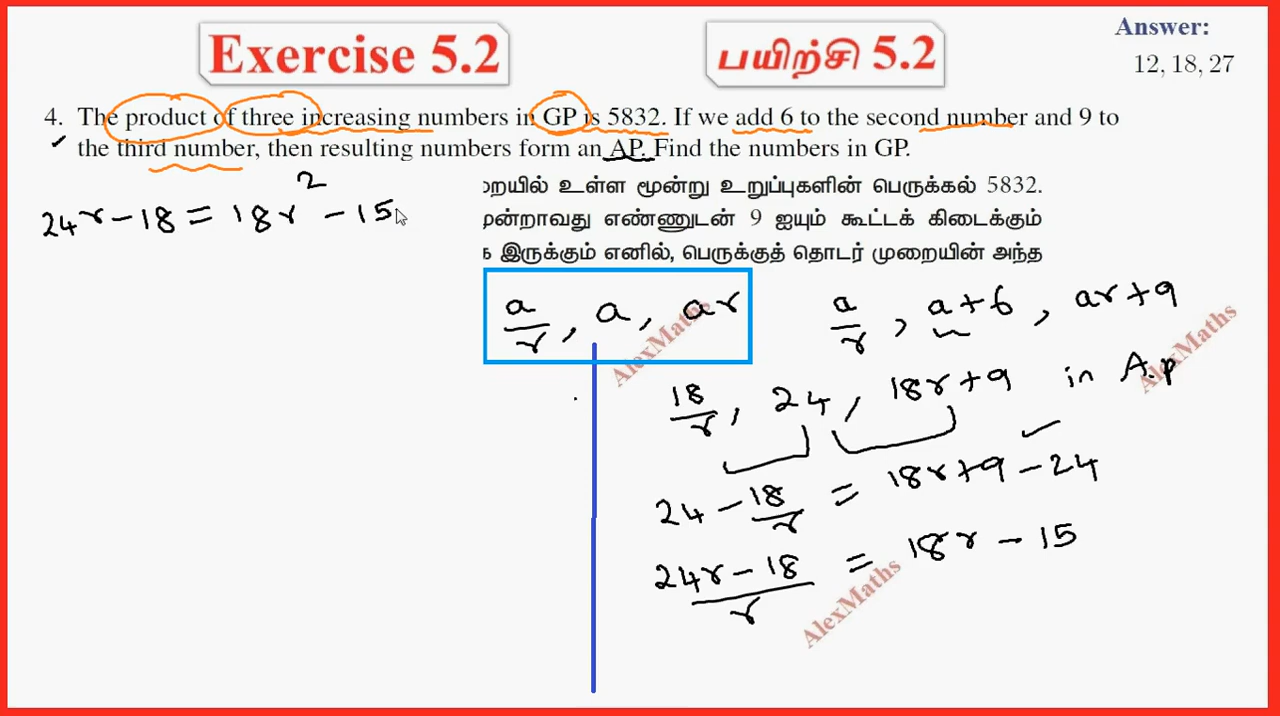 Exercise 5.2
பயிற்சி 5.2
Answer:
12, 18, 27
4. The product of three increasing numbers in GP is 5832. If we add 6 to the second number and 9 to
the third number, then resulting numbers form an AP. Find the numbers in GP.
றையில் உள்ள மூன்று உறுப்புகளின் பெருக்கல் 5832.
மூன்றாவது எண்ணுடன் 9 ஐயும் கூட்டக் கிடைக்கும்
இருக்கும் எனில், பெருக்குத் தொடர் முறையின் அந்த
24r - 18 = 18r² - 15
a/r, a, ar
a/r, a+6, ar+9
18/r, 24, 18r+9 in A.p
24 - 18/r = 18r+9 - 24
24r - 18/r = 18r - 15
AlexMaths
AlexMaths
AlexMaths